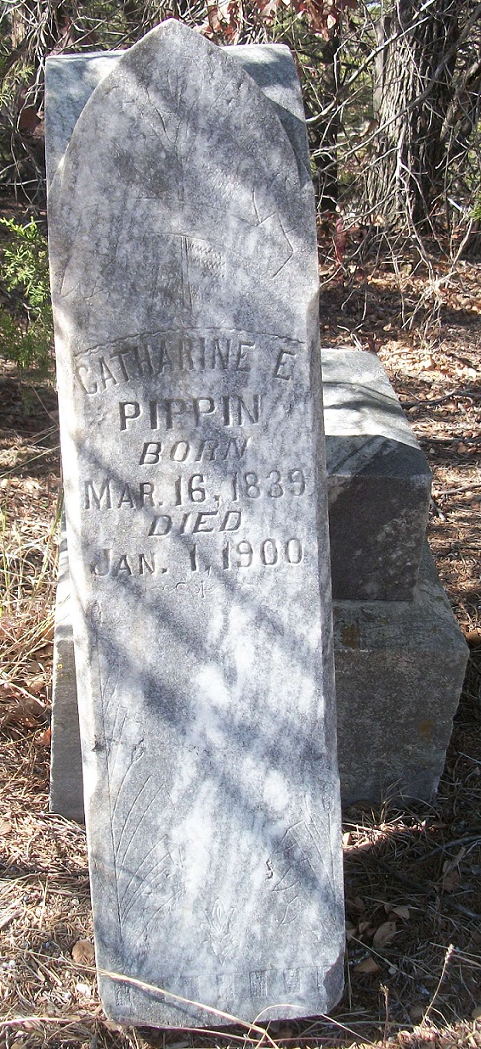 CATHARINE E
PIPPIN
BORN
MAR. 16, 1839
DIED
JAN. 1, 1900